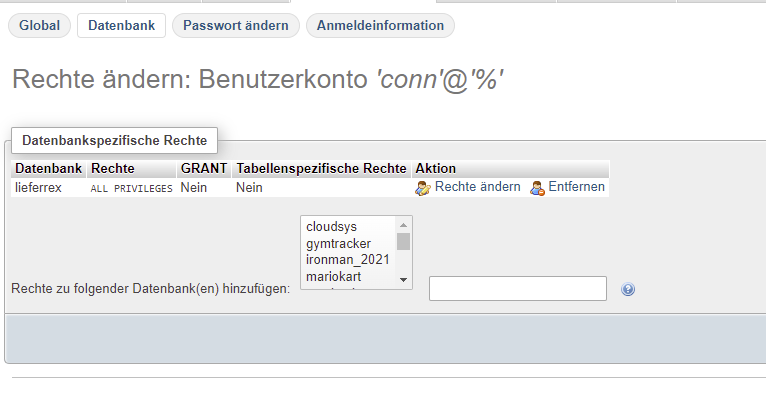 Global Datenbank Passwort ändern Anmeldeinformation
Rechte ändern: Benutzerkonto 'conn'@'%'
Datenbankspezifische Rechte
Datenbank Rechte GRANT Tabellenspezifische Rechte Aktion
lieferrex ALL PRIVILEGES Nein Nein Rechte ändern Entfernen
cloudsys
gymtracker
ironman_2021
mariokart
Rechte zu folgender Datenbank(en) hinzufügen: